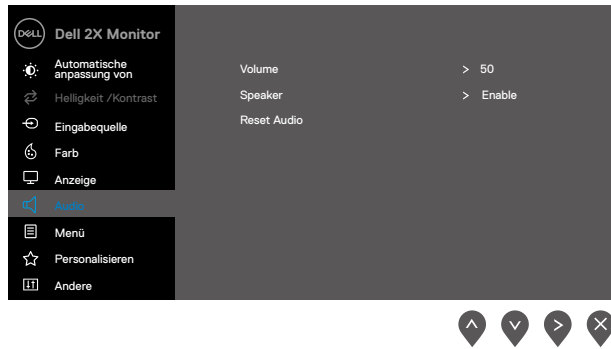 DELL
Dell 2X Monitor
Automatische
anpassung von
Helligkeit /Kontrast
Eingabequelle
Farb
Anzeige
Audio
Menü
Personalisieren
Andere
Volume > 50
Speaker > Enable
Reset Audio